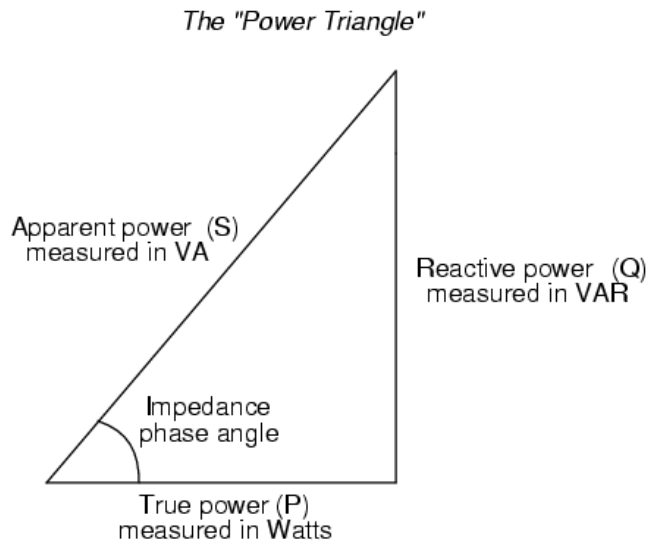 The "Power Triangle"
Apparent power (S)
measured in VA
Reactive power (Q)
measured in VAR
Impedance
phase angle
True power (P)
measured in Watts